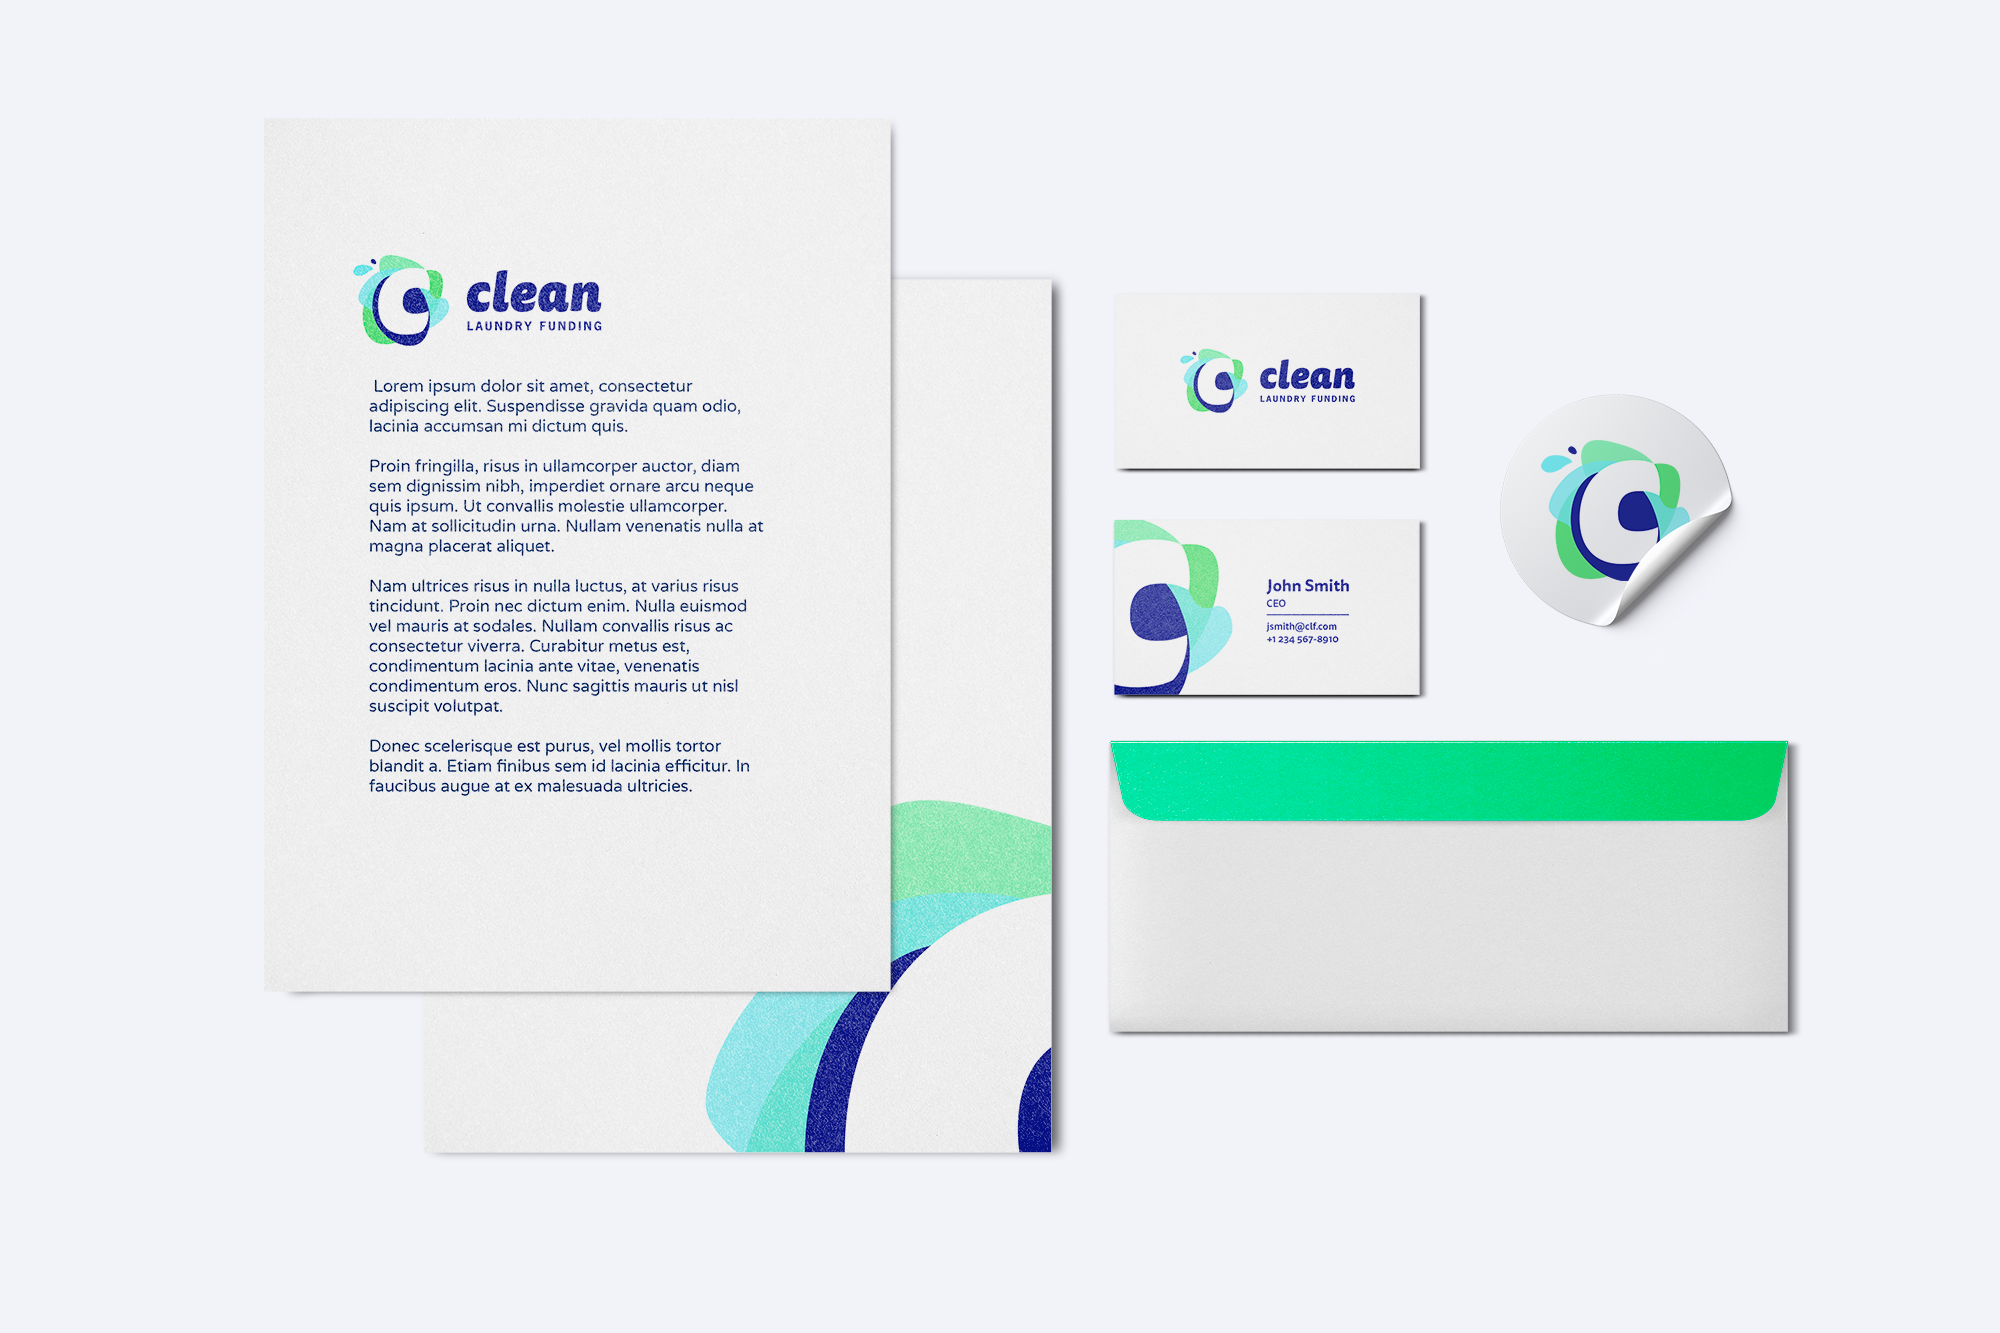 clean
LAUNDRY FUNDING
Lorem ipsum dolor sit amet, consectetur
adipiscing elit. Suspendisse gravida quam odio,
lacinia accumsan mi dictum quis.
Proin fringilla, risus in ullamcorper auctor, diam
sem dignissim nibh, imperdiet ornare arcu neque
quis ipsum. Ut convallis molestie ullamcorper.
Nam at sollicitudin urna. Nullam venenatis nulla at
magna placerat aliquet.
Nam ultrices risus in nulla luctus, at varius risus
tincidunt. Proin nec dictum enim. Nulla euismod
vel mauris at sodales. Nullam convallis risus ac
consectetur viverra. Curabitur metus est,
condimentum lacinia ante vitae, venenatis
condimentum eros. Nunc sagittis mauris ut nisl
suscipit volutpat.
Donec scelerisque est purus, vel mollis tortor
blandit a. Etiam finibus sem id lacinia efficitur. In
faucibus augue at ex malesuada ultricies.
clean
LAUNDRY FUNDING
John Smith
CEO
jsmith@clf.com
+1 234 567-8910